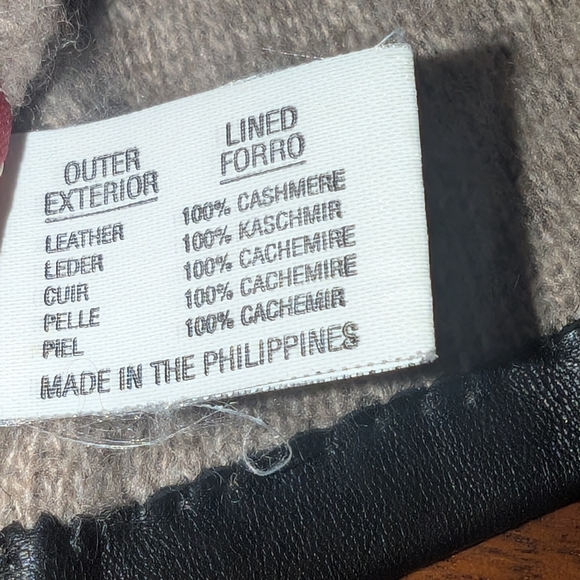 OUTER
EXTERIOR
LEATHER
LEDER
CUIR
PELLE
PIEL
LINED
FORRO
100% CASHMERE
100% KASCHMIR
100% CACHEMIRE
100% CACHEMIRE
100% CACHEMIR
MADE IN THE PHILIPPINES